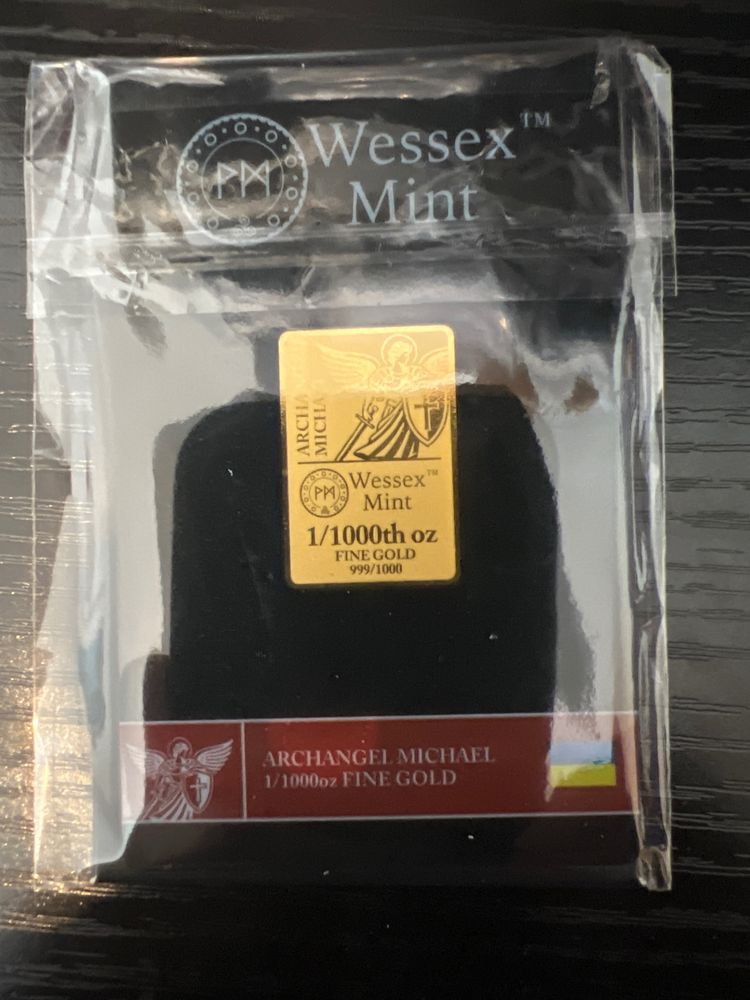 Wessex™
Mint
ARCHA
MICHA
Wessex™
Mint
1/1000th oz
FINE GOLD
999/1000
ARCHANGEL MICHAEL
1/1000oz FINE GOLD